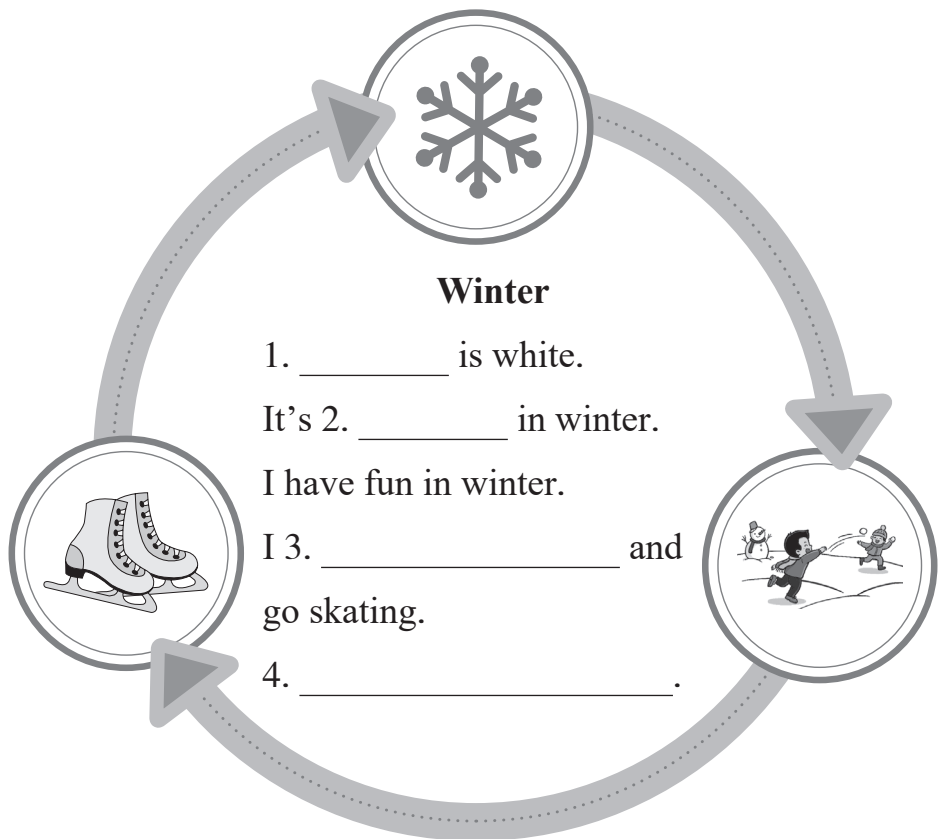 Winter
1. ________ is white.
It’s 2. ________ in winter.
I have fun in winter.
I 3. ________________ and
go skating.
4. ____________________.